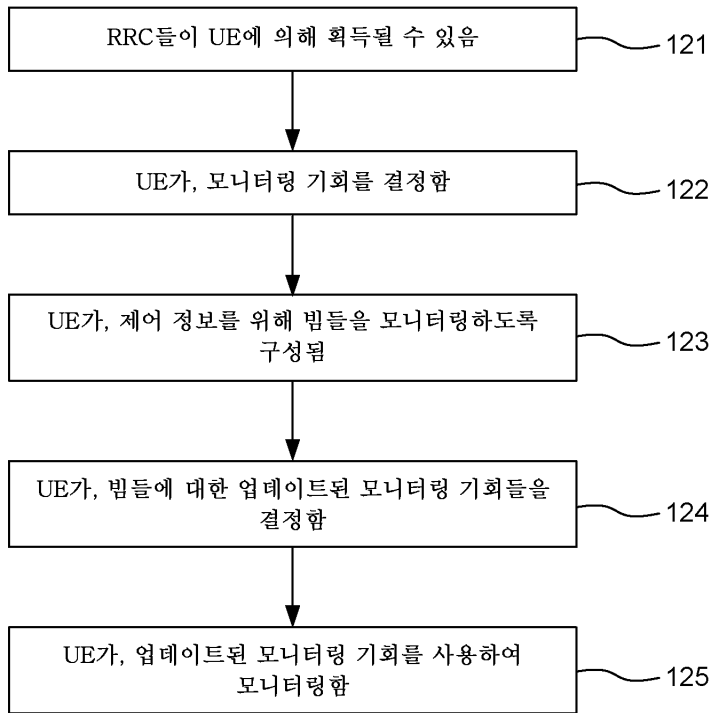 RRC들이 UE에 의해 획득될 수 있음
121
UE가, 모니터링 기회를 결정함
122
UE가, 제어 정보를 위해 빔들을 모니터링하도록
구성됨
123
UE가, 빔들에 대한 업데이트된 모니터링 기회들을
결정함
124
UE가, 업데이트된 모니터링 기회를 사용하여
모니터링함
125